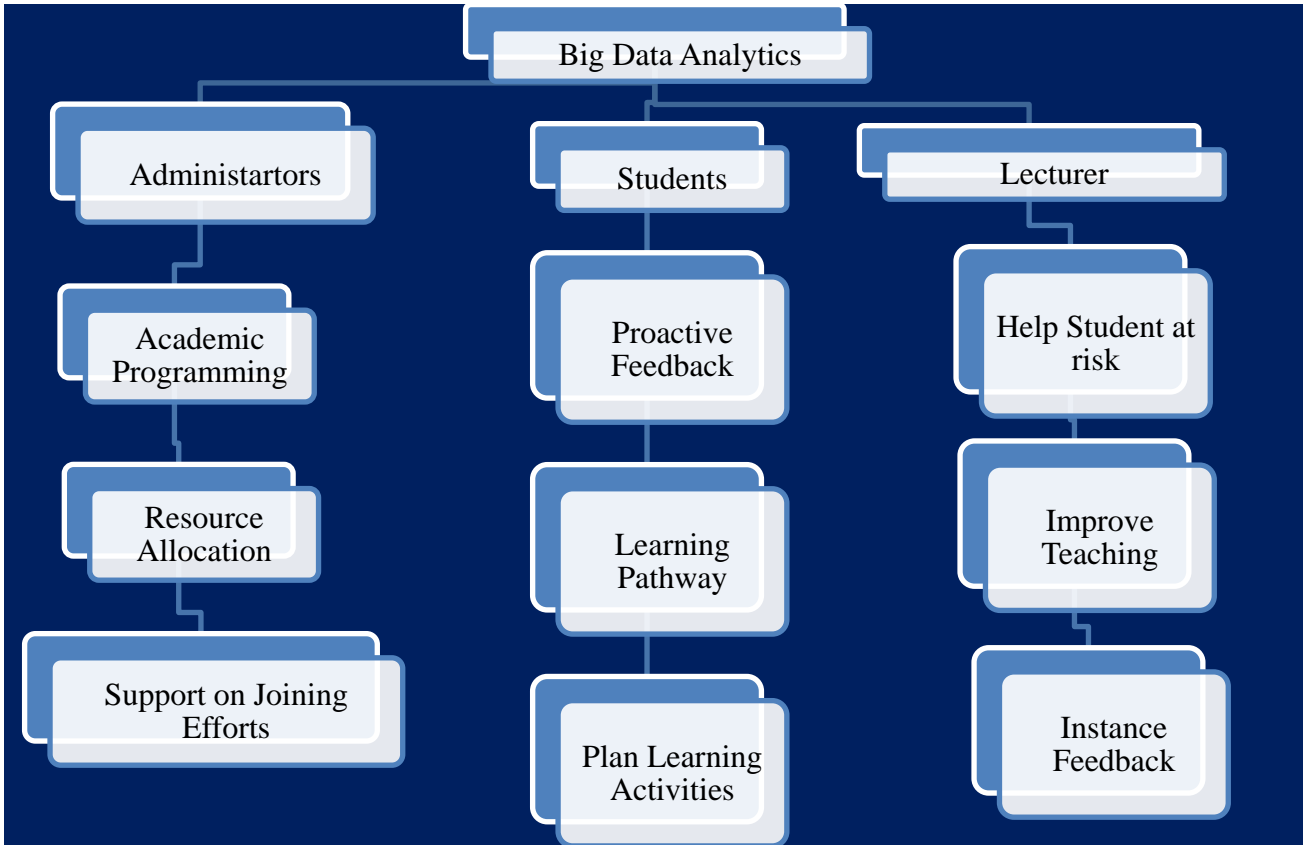 Big Data Analytics
Administartors
Academic
Programming
Resource
Allocation
Support on Joining
Efforts
Students
Proactive
Feedback
Learning
Pathway
Plan Learning
Activities
Lecturer
Help Student at
risk
Improve
Teaching
Instance
Feedback